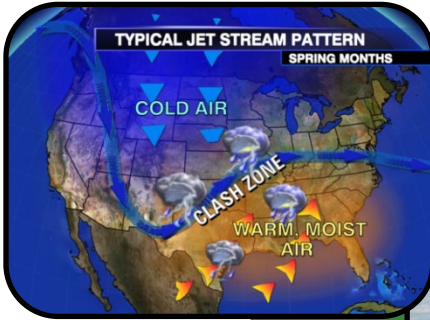 TYPICAL JET STREAM PATTERN
SPRING MONTHS
COLD AIR
CLASH ZONE
WARM, MOIST
AIR